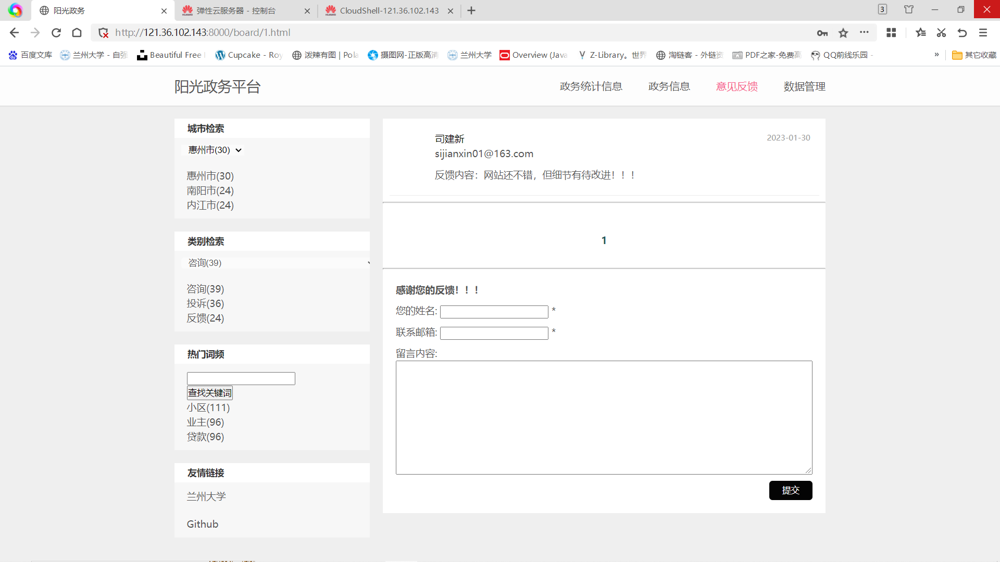 阳光政务
弹性云服务器 - 控制台
CloudShell-121.36.102.143
3
http://121.36.102.143:8000/board/1.html
百度文库
兰州大学 - 自强
Beautiful Free
Cupcake - Roy
泼辣有图 | Pola
摄图网-正版高清
兰州大学
Overview (Java
Z-Library。世界
淘链客 - 外链资
PDF之家-免费高
QQ前线乐园 -
»
其它收藏
阳光政务平台
政务统计信息
政务信息
意见反馈
数据管理
城市检索
惠州市(30)
惠州市(30)
南阳市(24)
内江市(24)
类别检索
咨询(39)
咨询(39)
投诉(36)
反馈(24)
热门词频
查找关键词
小区(111)
业主(96)
贷款(96)
友情链接
兰州大学
Github
司建新
2023-01-30
sijianxin01@163.com
反馈内容：网站还不错，但细节有待改进！！！
1
感谢您的反馈！！！
您的姓名: *
联系邮箱: *
留言内容:
提交